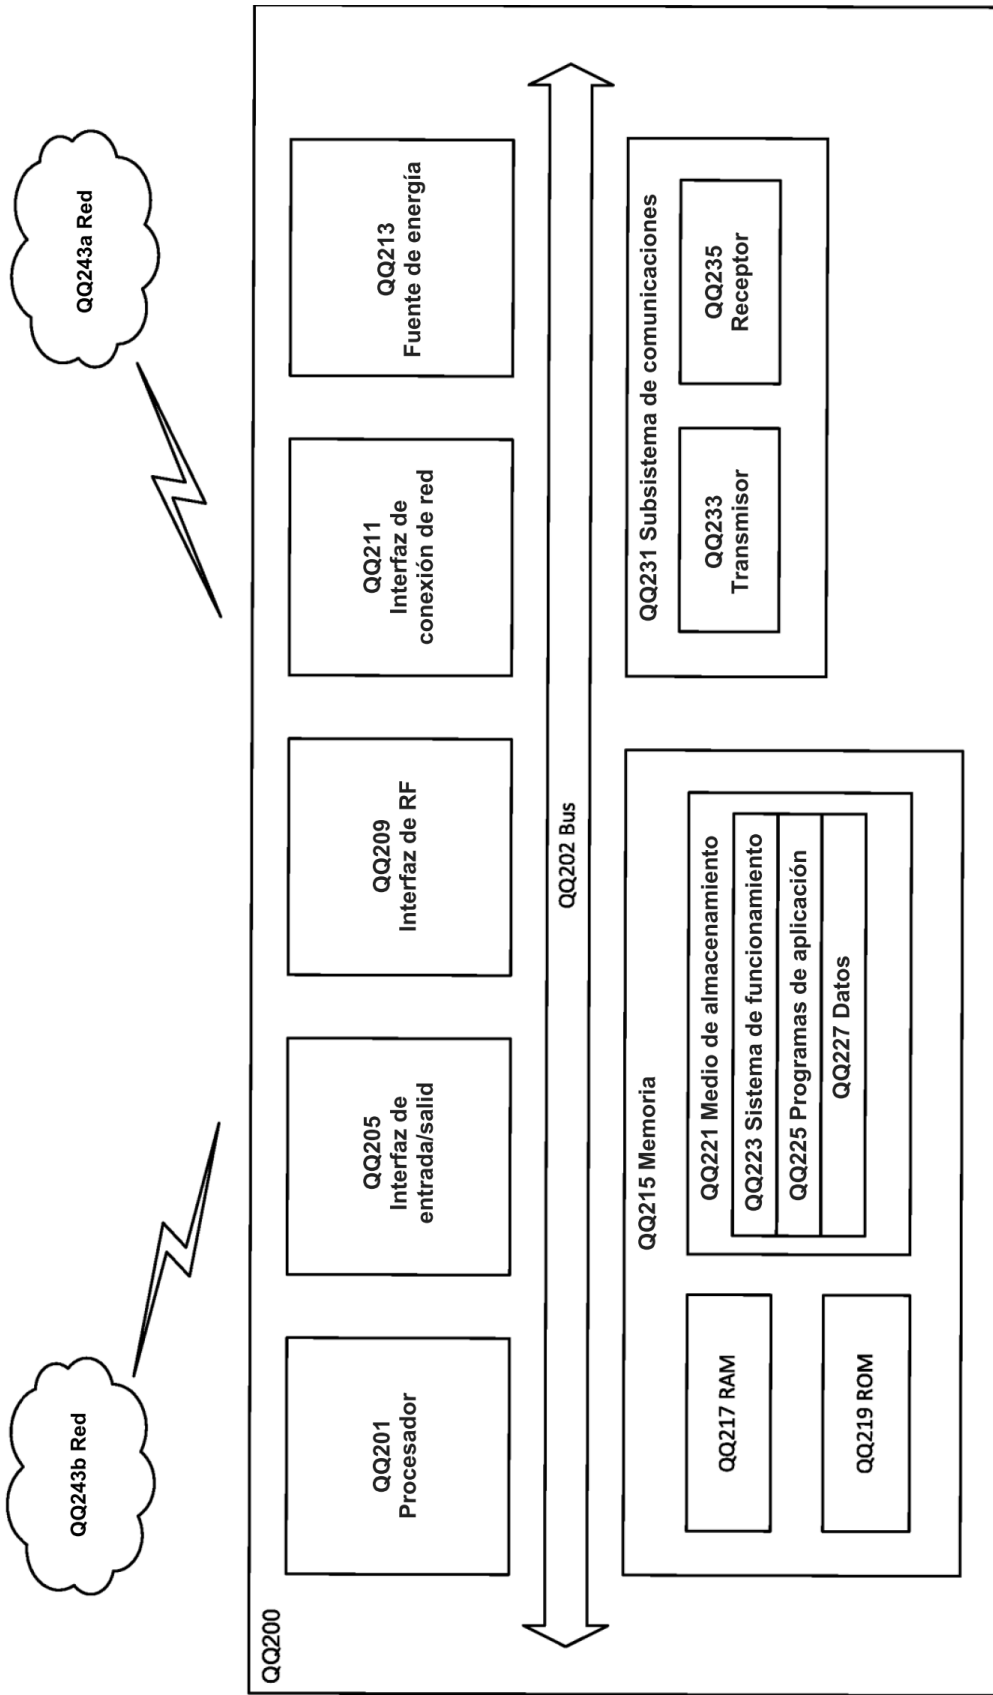 QQ243b Red
QQ243a Red
QQ200
QQ201
Procesador
QQ205
Interfaz de
entrada/salid
QQ209
Interfaz de RF
QQ211
Interfaz de
conexión de red
QQ213
Fuente de energía
QQ202 Bus
QQ215 Memoria
QQ217 RAM
QQ219 ROM
QQ221 Medio de almacenamiento
QQ223 Sistema de funcionamiento
QQ225 Programas de aplicación
QQ227 Datos
QQ231 Subsistema de comunicaciones
QQ233
Transmisor
QQ235
Receptor